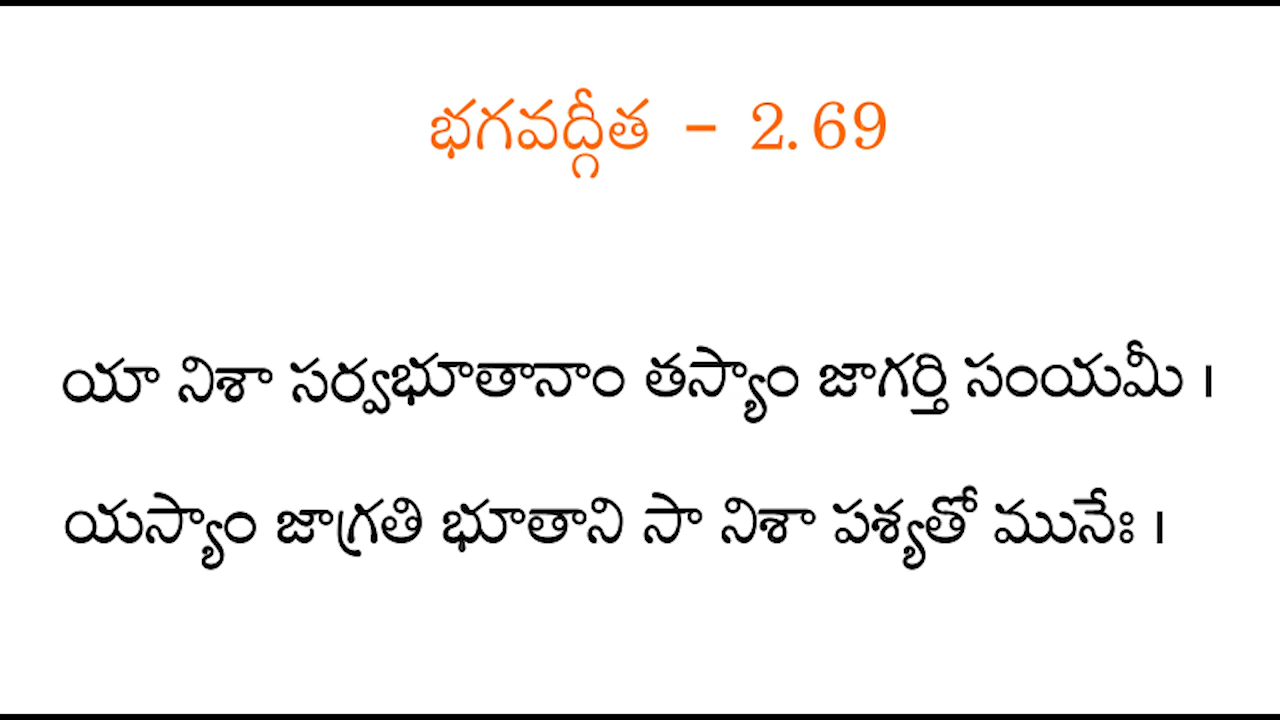 భగవద్గీత - 2.69
యా నిశా సర్వభూతానాం తస్యాం జాగర్తి సంయమీ ।
యస్యాం జాగ్రతి భూతాని సా నిశా పశ్యతో మునేః ।